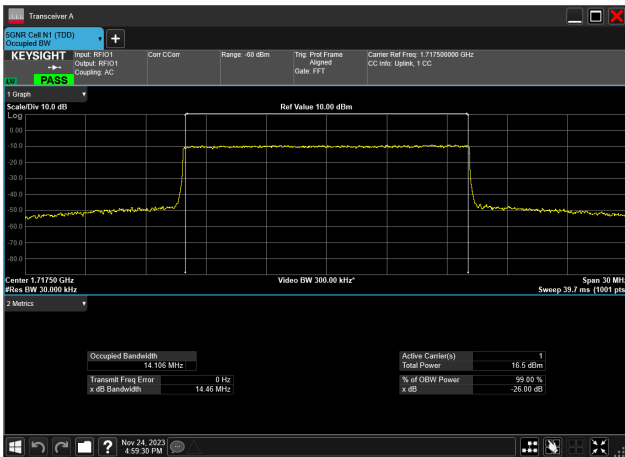 Transceiver A
5GNR Cell N1 (TDD)
Occupied BW
KEYSIGHT
PASS
Input: RFIO1
Output: RFIO1
Coupling: AC
Corr CCorr
Range: -60 dBm
Trig: Prot Frame
Aligned
Gate: FFT
Carrier Ref Freq: 1.717500000 GHz
CC Info: Uplink, 1 CC
1 Graph
Scale/Div 10.0 dB
Ref Value 10.00 dBm
Log
0.00
-10.0
-20.0
-30.0
-40.0
-50.0
-60.0
-70.0
-80.0
Center 1.71750 GHz
Video BW 300.00 kHz*
Span 30 MHz
#Res BW 30.000 kHz
Sweep 39.7 ms (1001 pts)
2 Metrics
Occupied Bandwidth
14.106 MHz
Transmit Freq Error 0 Hz
x dB Bandwidth 14.46 MHz
Active Carrier(s) 1
Total Power 16.5 dBm
% of OBW Power 99.00 %
x dB -26.00 dB
Nov 24, 2023
4:59:30 PM